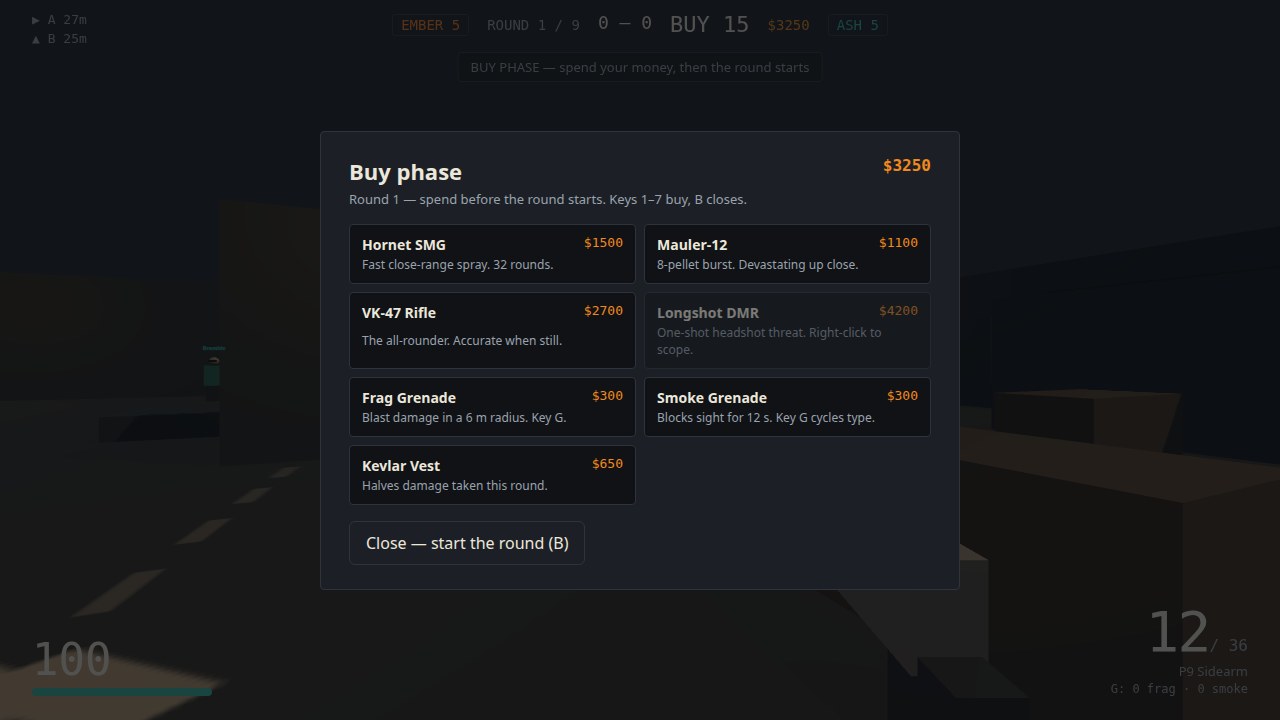 ▶ A 27m
▲ B 25m
EMBER 5 ROUND 1 / 9 0 — 0 BUY 15 $3250 ASH 5
BUY PHASE — spend your money, then the round starts
Buy phase $3250
Round 1 — spend before the round starts. Keys 1–7 buy, B closes.
Hornet SMG $1500
Fast close-range spray. 32 rounds.
Mauler-12 $1100
8-pellet burst. Devastating up close.
VK-47 Rifle $2700
The all-rounder. Accurate when still.
Longshot DMR $4200
One-shot headshot threat. Right-click to
scope.
Frag Grenade $300
Blast damage in a 6 m radius. Key G.
Smoke Grenade $300
Blocks sight for 12 s. Key G cycles type.
Kevlar Vest $650
Halves damage taken this round.
Close — start the round (B)
100
12 / 36
P9 Sidearm
G: 0 frag · 0 smoke